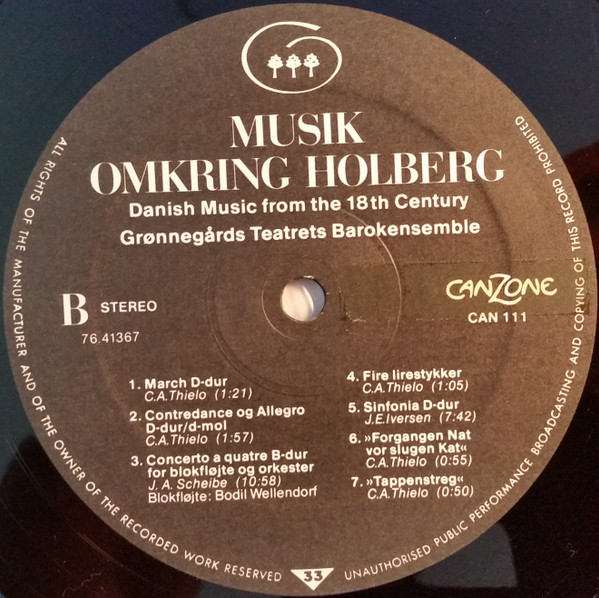 MUSIK
OMKRING HOLBERG
Danish Music from the 18th Century
Grønnegårds Teatrets Barokensemble
B STEREO
76.41367
CANZONE
CAN 111
1. March D-dur
C.A.Thielo (1:21)
2. Contredance og Allegro
D-dur/d-mol
C.A.Thielo (1:57)
3. Concerto a quatre B-dur
for blokfløjte og orkester
J. A. Scheibe (10:58)
Blokfløjte: Bodil Wellendorf
4. Fire lirestykker
C.A.Thielo (1:05)
5. Sinfonia D-dur
J.E.Iversen (7:42)
6. »Forgangen Nat
vor slugen Kat«
C.A.Thielo (0:55)
7. »Tappenstreg«
C.A.Thielo (0:50)
ALL RIGHTS OF THE MANUFACTURER AND OF THE OWNER OF THE RECORDED WORK RESERVED
33
UNAUTHORISED PUBLIC PERFORMANCE BROADCASTING AND COPYING OF THIS RECORD PROHIBITED